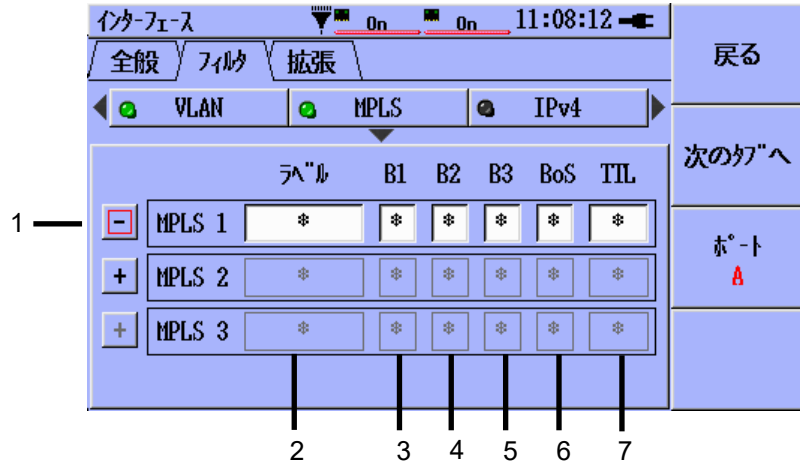 インターフェース On On 11:08:12
全般 フィルタ 拡張
VLAN MPLS IPv4
ラベル B1 B2 B3 BoS TTL
1 - MPLS 1 * * * * * *
+ MPLS 2 * * * * * *
+ MPLS 3 * * * * * *
2 3 4 5 6 7
戻る
次のタブへ
ポート
A